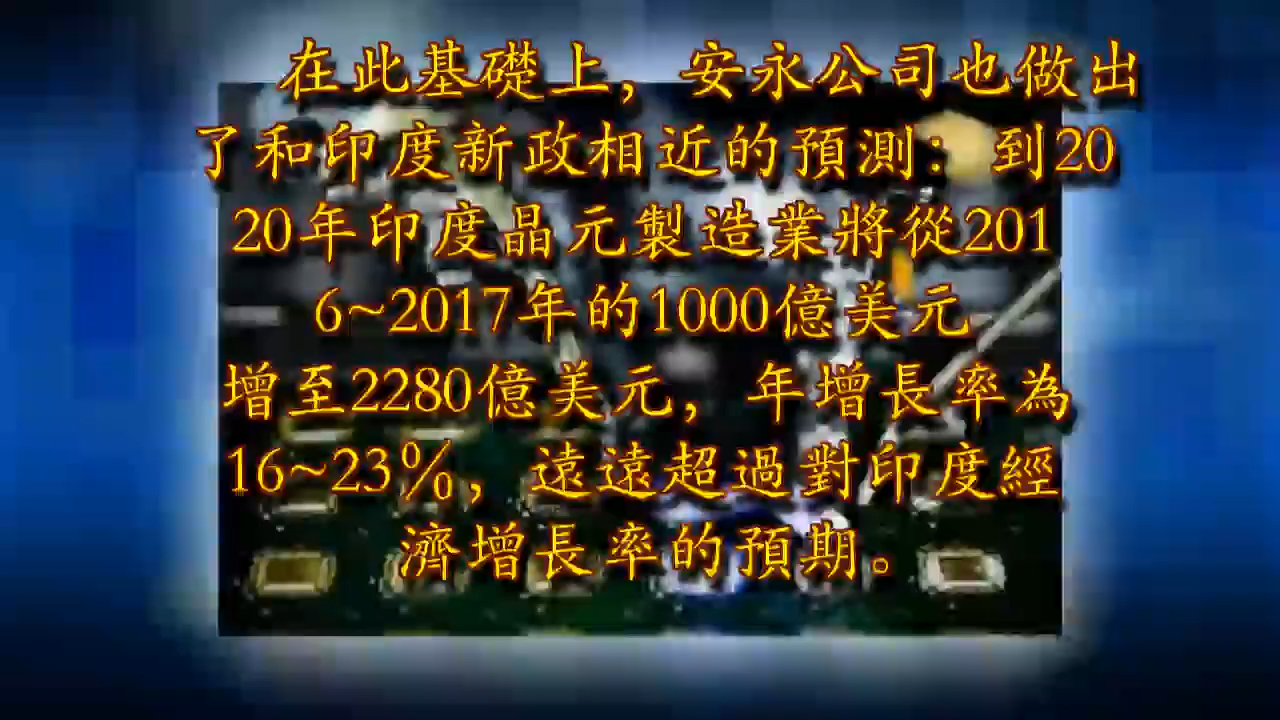 在此基礎上，安永公司也做出
了和印度新政相近的預測：到20
20年印度晶元製造業將從201
6~2017年的1000億美元
增至2280億美元，年增長率為
16~23%，遠遠超過對印度經
濟增長率的預期。